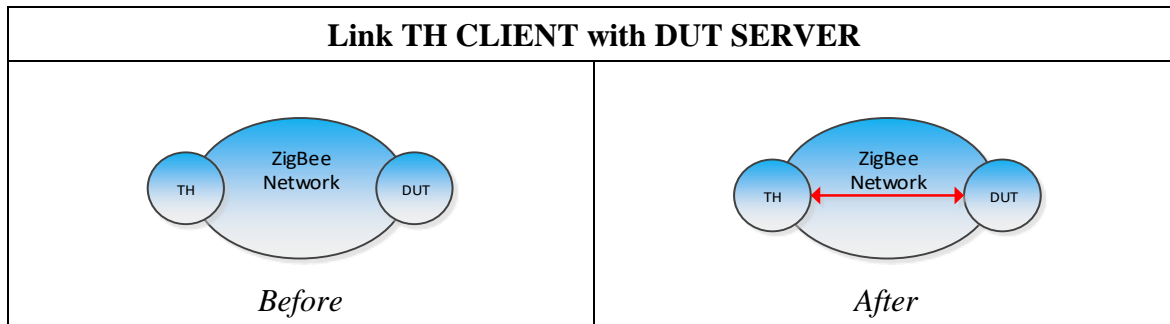 Link TH CLIENT with DUT SERVER
ZigBee
Network
TH
DUT
Before
ZigBee
Network
TH
DUT
After